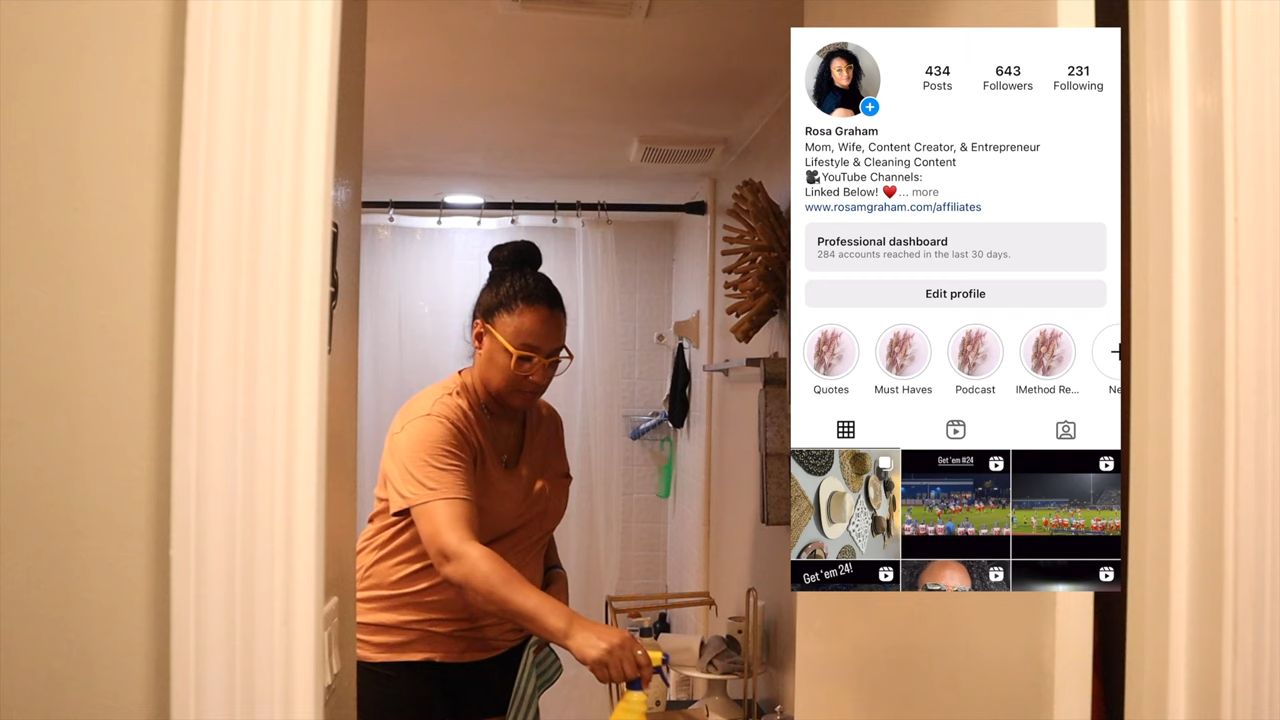 434 643 231
Posts Followers Following
Rosa Graham
Mom, Wife, Content Creator, & Entrepreneur
Lifestyle & Cleaning Content
🎥YouTube Channels:
Linked Below! ♥️... more
www.rosamgraham.com/affiliates
Professional dashboard
284 accounts reached in the last 30 days.
Edit profile
Quotes Must Haves Podcast IMethod Re... Ne
Get 'em #24
Get 'em 24!